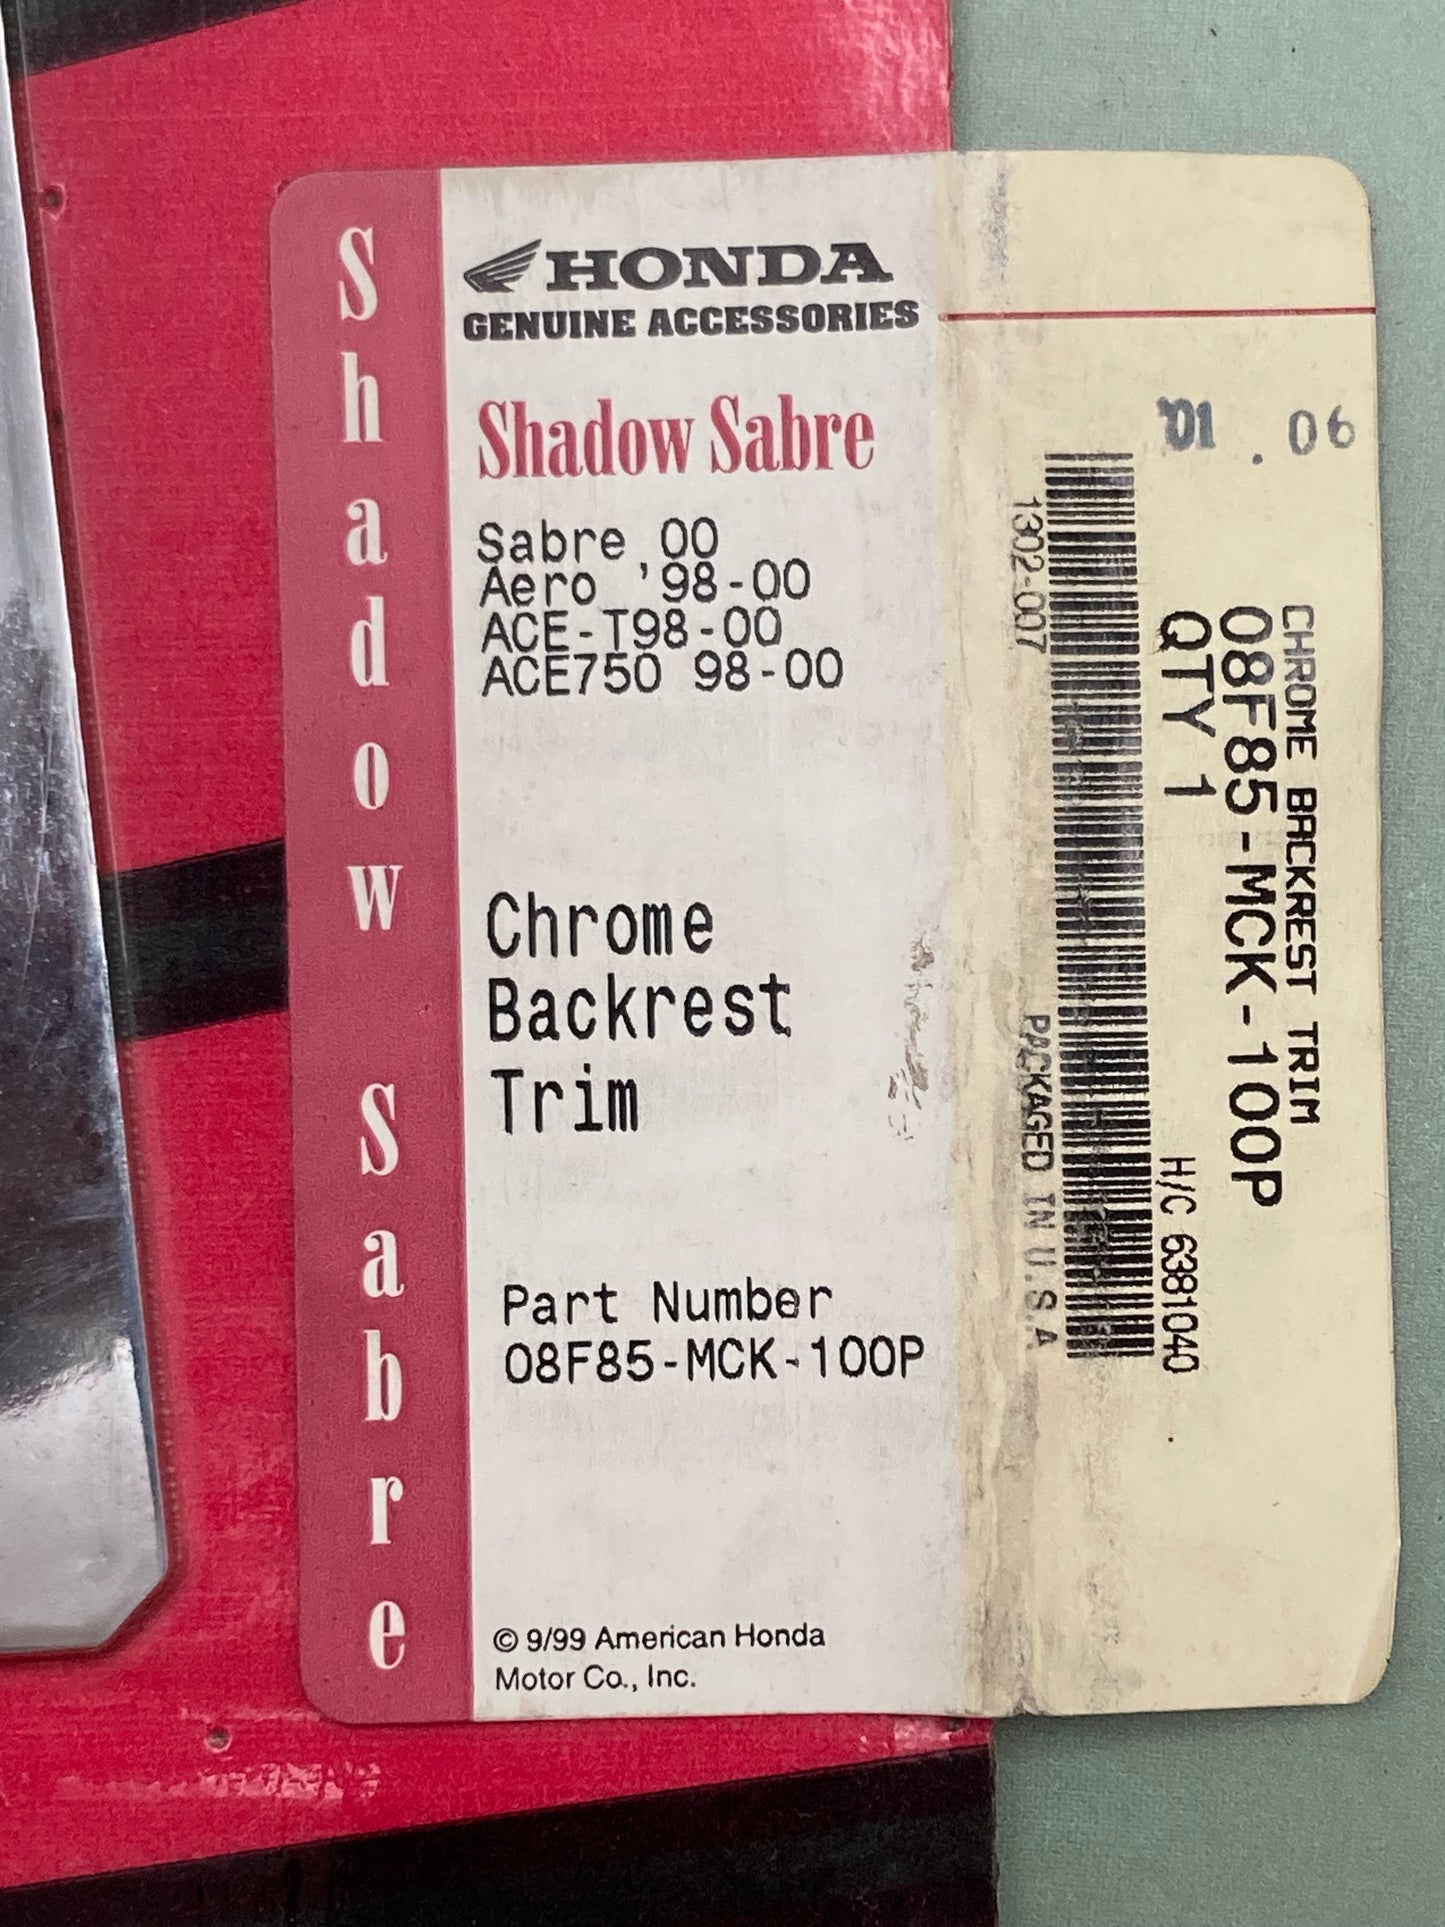 Shadow Sabre
HONDA
GENUINE ACCESSORIES
Shadow Sabre
Sabre 00
Aero '98-00
ACE-T98-00
ACE750 98-00
Chrome
Backrest
Trim
Part Number
08F85-MCK-100P
© 9/99 American Honda
Motor Co., Inc.
CHROME BACKREST TRIM
08F85-MCK-100P
QTY 1
H/C 6381040
1302-007
PACKAGED IN U.S.A